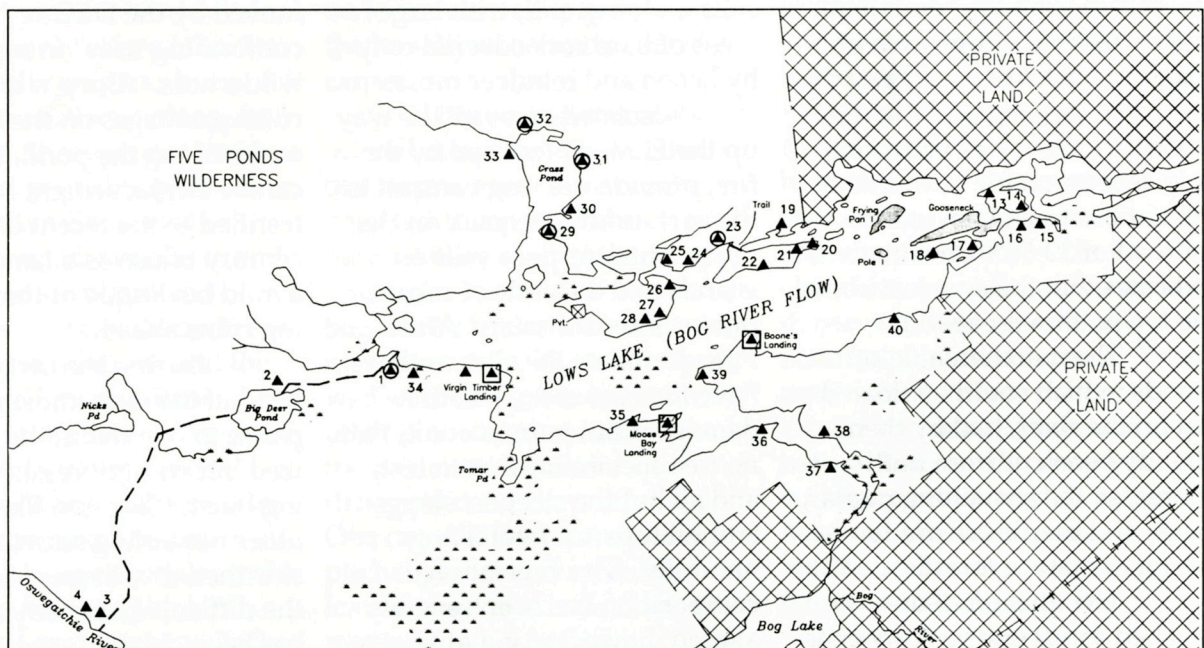 PRIVATE
LAND
FIVE PONDS
WILDERNESS
32
33
Grass
Pond
31
30
29
Trail
19
23
Frying
Pan I
Gooseneck
I
13
14
25
24
22
21
20
Pole I
18
17
16
15
26
27
28
LOWS LAKE (BOG RIVER FLOW)
Boone's
Landing
40
1
34
Virgin Timber
Landing
39
2
Nicks
Pd
Big Deer
Pond
35
Moose
Bay
Landing
36
38
37
PRIVATE
LAND
Tomar
Pd
4
3
Oswegatchie River
Bog Lake
Bog
River